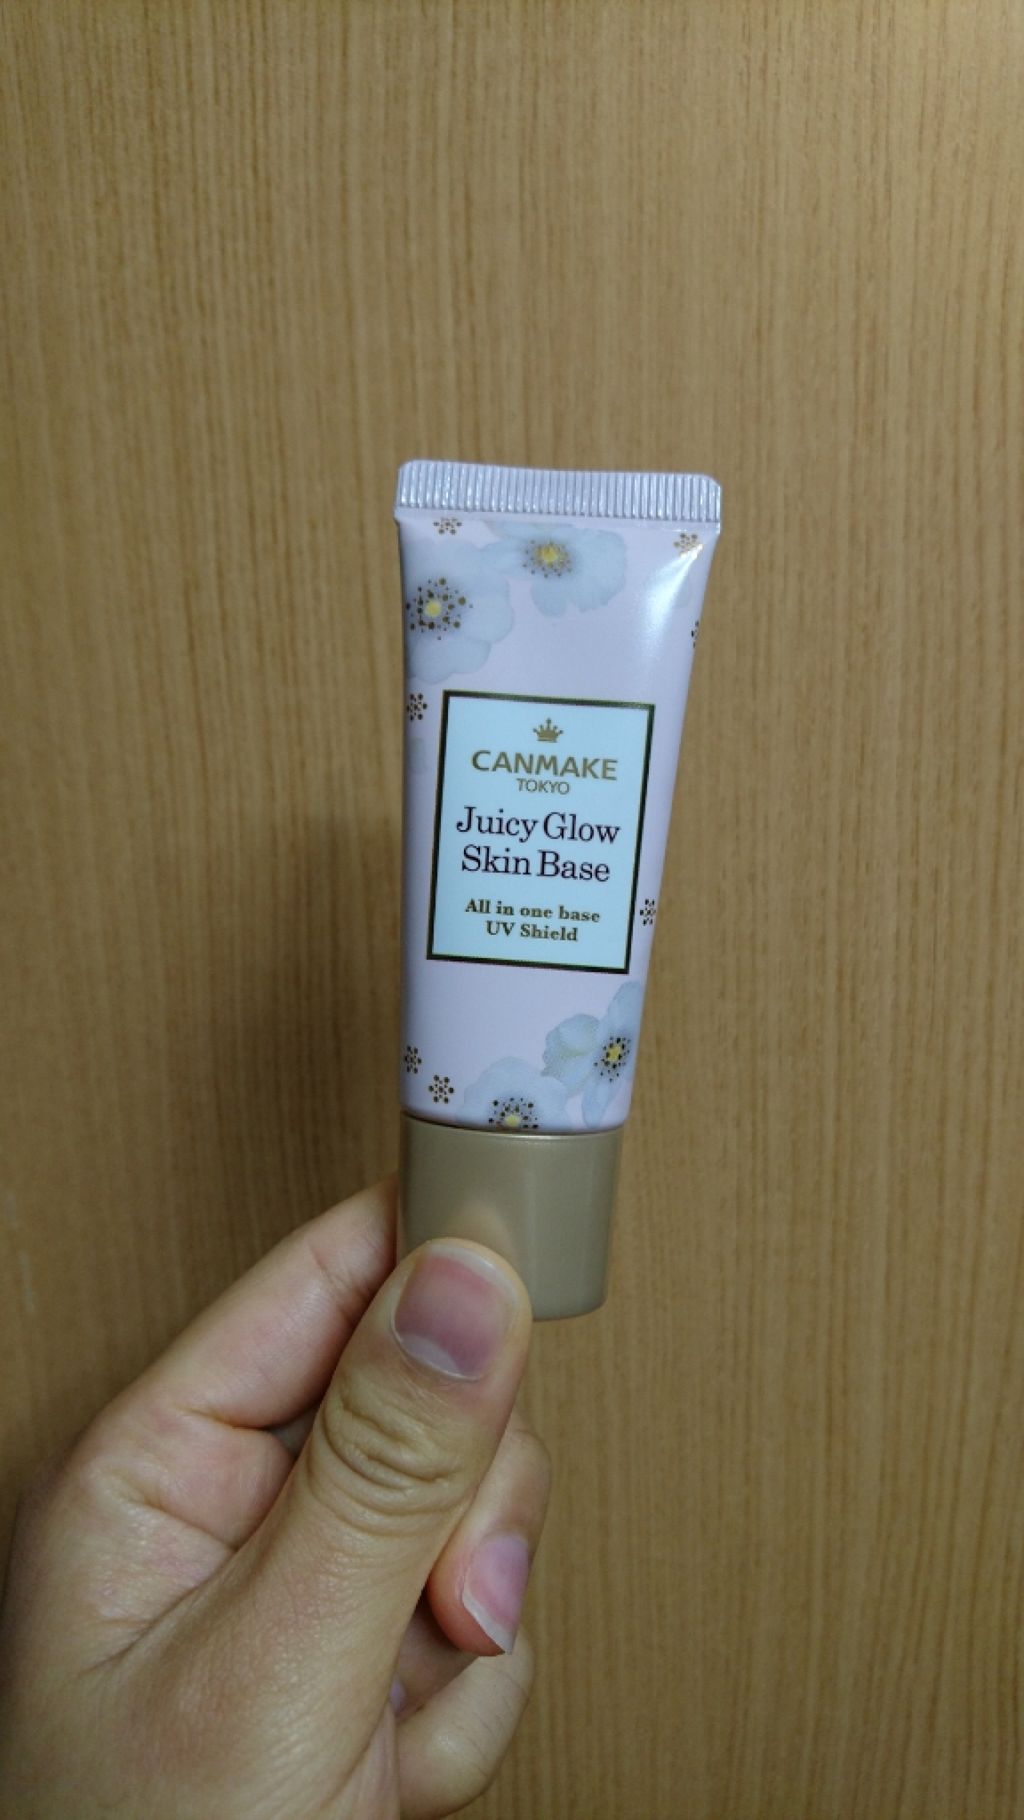 CANMAKE
TOKYO
Juicy Glow
Skin Base
All in one base
UV Shield